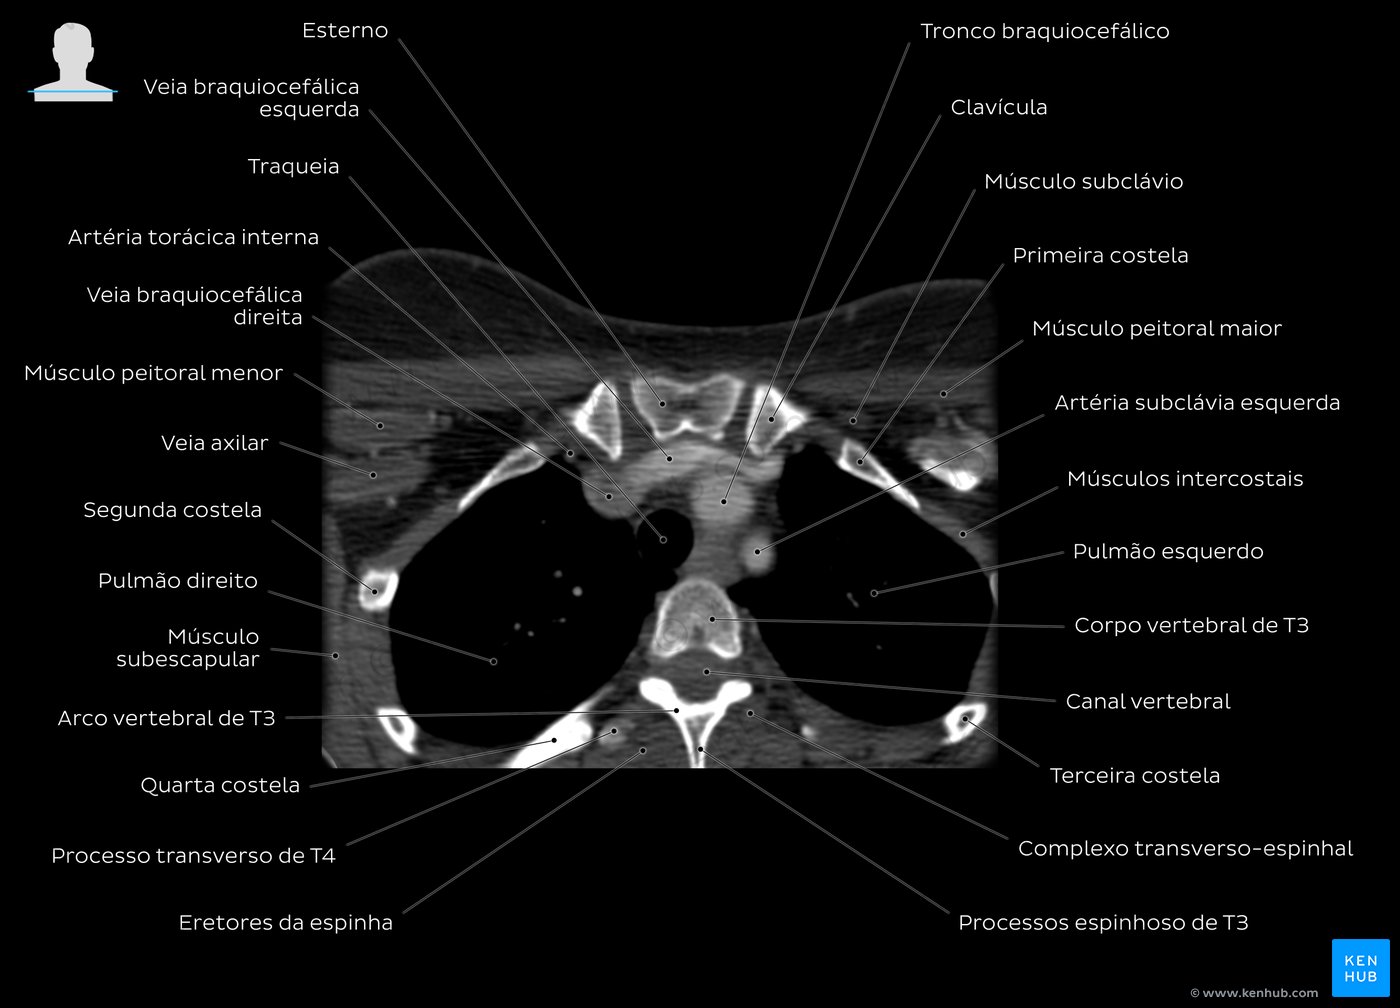 Esterno
Veia braquiocefálica
esquerda
Traqueia
Artéria torácica interna
Veia braquiocefálica
direita
Músculo peitoral menor
Veia axilar
Segunda costela
Pulmão direito
Músculo
subescapular
Arco vertebral de T3
Quarta costela
Processo transverso de T4
Eretores da espinha
Tronco braquiocefálico
Clavícula
Músculo subclávio
Primeira costela
Músculo peitoral maior
Artéria subclávia esquerda
Músculos intercostais
Pulmão esquerdo
Corpo vertebral de T3
Canal vertebral
Terceira costela
Complexo transverso-espinhal
Processos espinhoso de T3
KEN
HUB
© www.kenhub.com